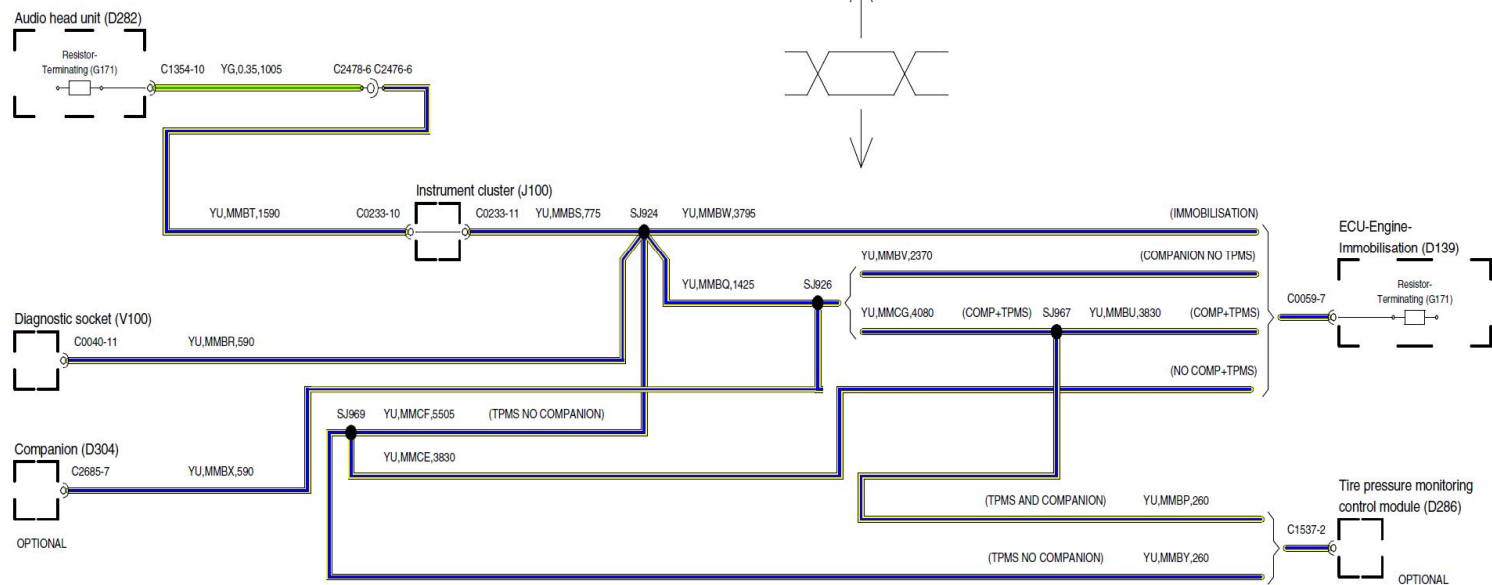 Audio head unit (D282)
Resistor-
Terminating (G171)
C1354-10
YG,0.35,1005
C2478-6 C2476-6
Instrument cluster (J100)
YU,MMBT,1590
C0233-10
C0233-11
YU,MMBS,775
SJ924
YU,MMBW,3795
(IMMOBILISATION)
ECU-Engine-
Immobilisation (D139)
YU,MMBV,2370
(COMPANION NO TPMS)
YU,MMBQ,1425
SJ926
Resistor-
Terminating (G171)
C0059-7
YU,MMCG,4080
(COMP+TPMS)
SJ967
YU,MMBU,3830
(COMP+TPMS)
Diagnostic socket (V100)
C0040-11
YU,MMBR,590
(NO COMP+TPMS)
SJ969
YU,MMCF,5505
(TPMS NO COMPANION)
Companion (D304)
C2685-7
YU,MMBX,590
YU,MMCE,3830
OPTIONAL
Tire pressure monitoring
control module (D286)
(TPMS AND COMPANION)
YU,MMBP,260
C1537-2
(TPMS NO COMPANION)
YU,MMBY,260
OPTIONAL